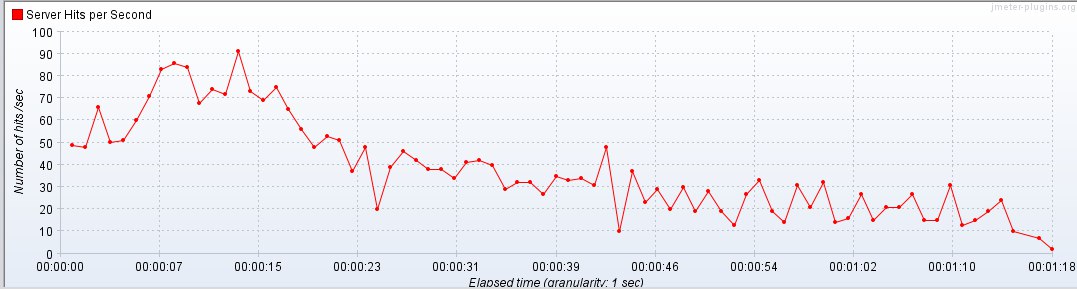 jmeter-plugins.org
Server Hits per Second
100
90
80
70
60
50
40
30
20
10
0
Number of hits/sec
00:00:00 00:00:07 00:00:15 00:00:23 00:00:31 00:00:39 00:00:46 00:00:54 00:01:02 00:01:10 00:01:18
Elapsed time (granularity: 1 sec)